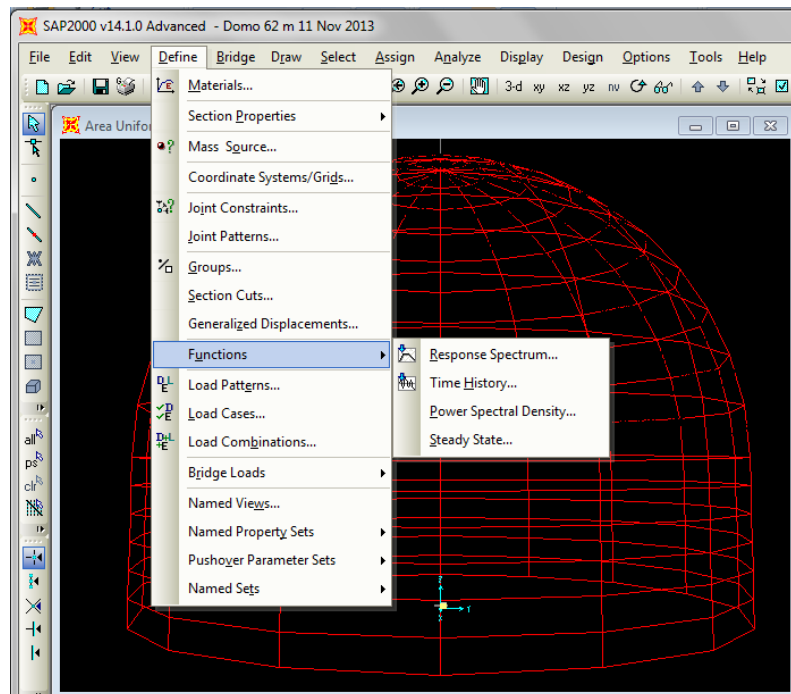 SAP2000 v14.1.0 Advanced - Domo 62 m 11 Nov 2013
File Edit View Define Bridge Draw Select Assign Analyze Display Design Options Tools Help
3-d xy xz yz nv
Area Unifo
Materials...
Section Properties
Mass Source...
Coordinate Systems/Grids...
Joint Constraints...
Joint Patterns...
Groups...
Section Cuts...
Generalized Displacements...
Functions
Response Spectrum...
Time History...
Power Spectral Density...
Steady State...
Load Patterns...
Load Cases...
Load Combinations...
Bridge Loads
Named Views...
Named Property Sets
Pushover Parameter Sets
Named Sets
all
ps
clr